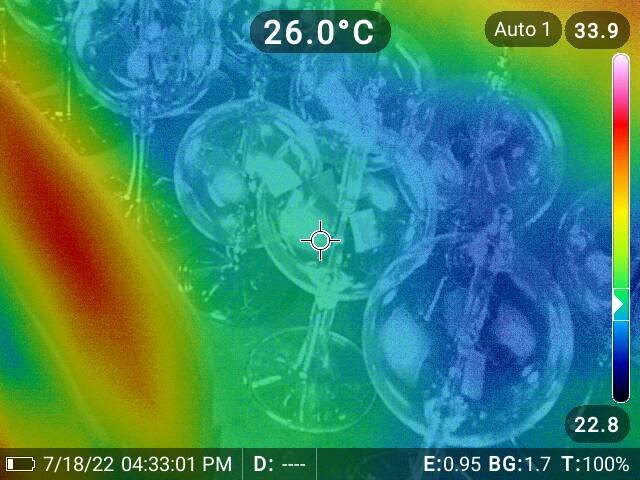 26.0°C
Auto 1
33.9
22.8
7/18/22 04:33:01 PM
D: ----
E:0.95 BG:1.7 T:100%